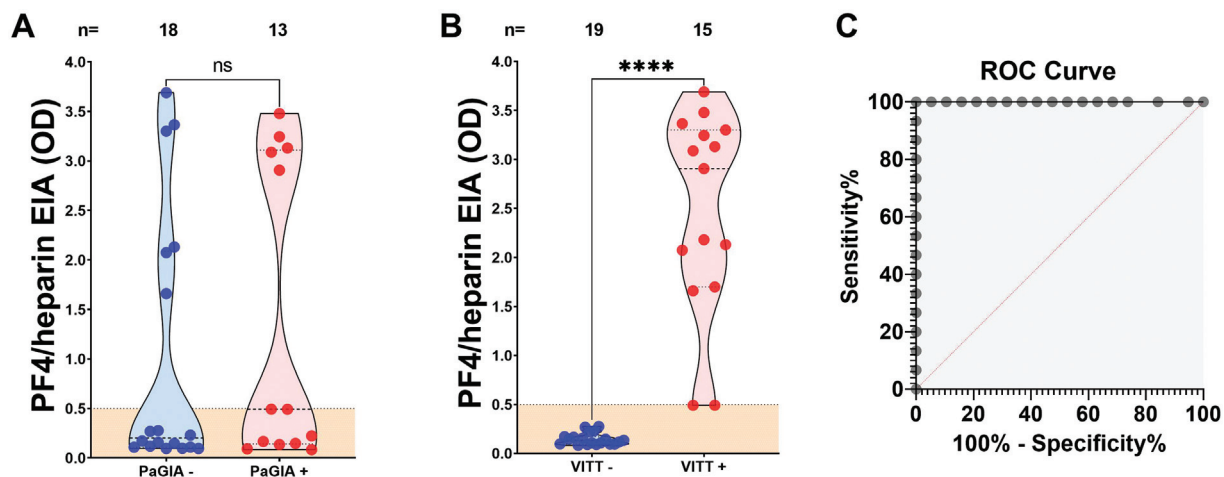 A
n=
18
13
PF4/heparin EIA (OD)
4.0
3.5
3.0
2.5
2.0
1.5
1.0
0.5
0.0
ns
PaGIA -
PaGIA +
B
n=
19
15
PF4/heparin EIA (OD)
4.0
3.5
3.0
2.5
2.0
1.5
1.0
0.5
0.0
****
VITT -
VITT +
C
ROC Curve
Sensitivity%
100
80
60
40
20
0
0
20
40
60
80
100
100% - Specificity%